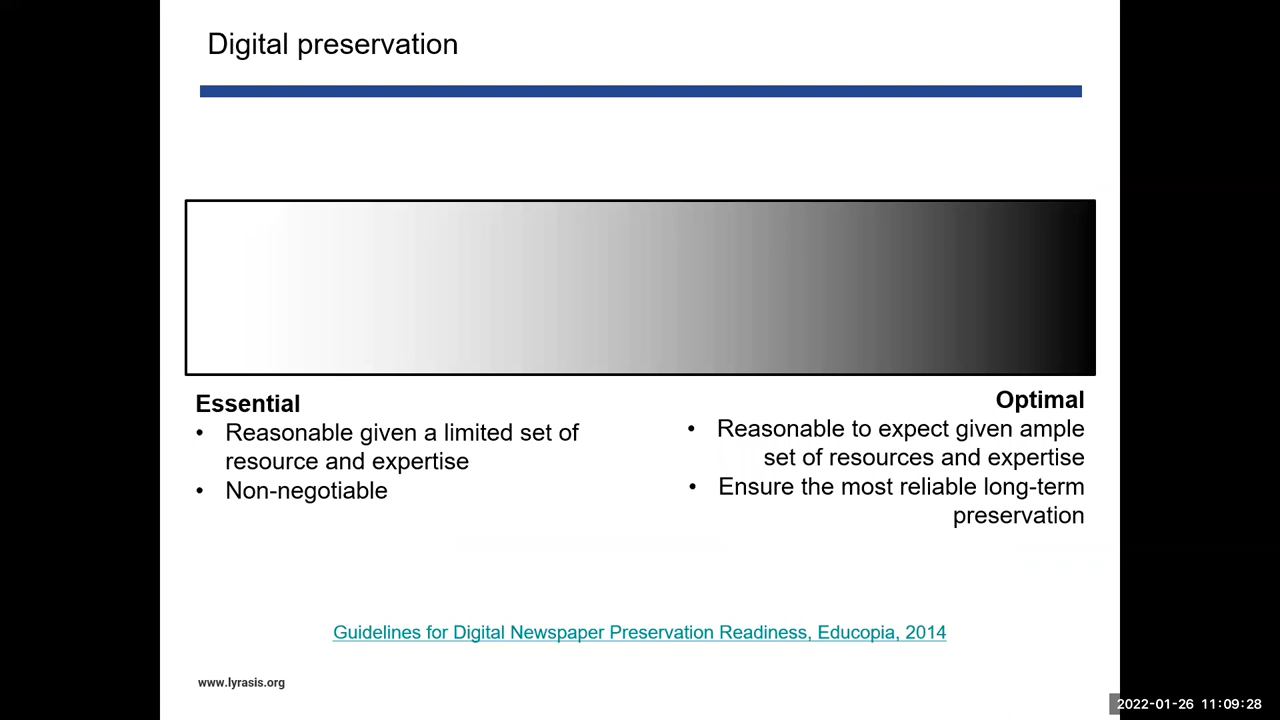 Digital preservation
Essential
• Reasonable given a limited set of
resource and expertise
• Non-negotiable
Optimal
• Reasonable to expect given ample
set of resources and expertise
• Ensure the most reliable long-term
preservation
Guidelines for Digital Newspaper Preservation Readiness, Educopia, 2014
www.lyrasis.org
2022-01-26 11:09:28